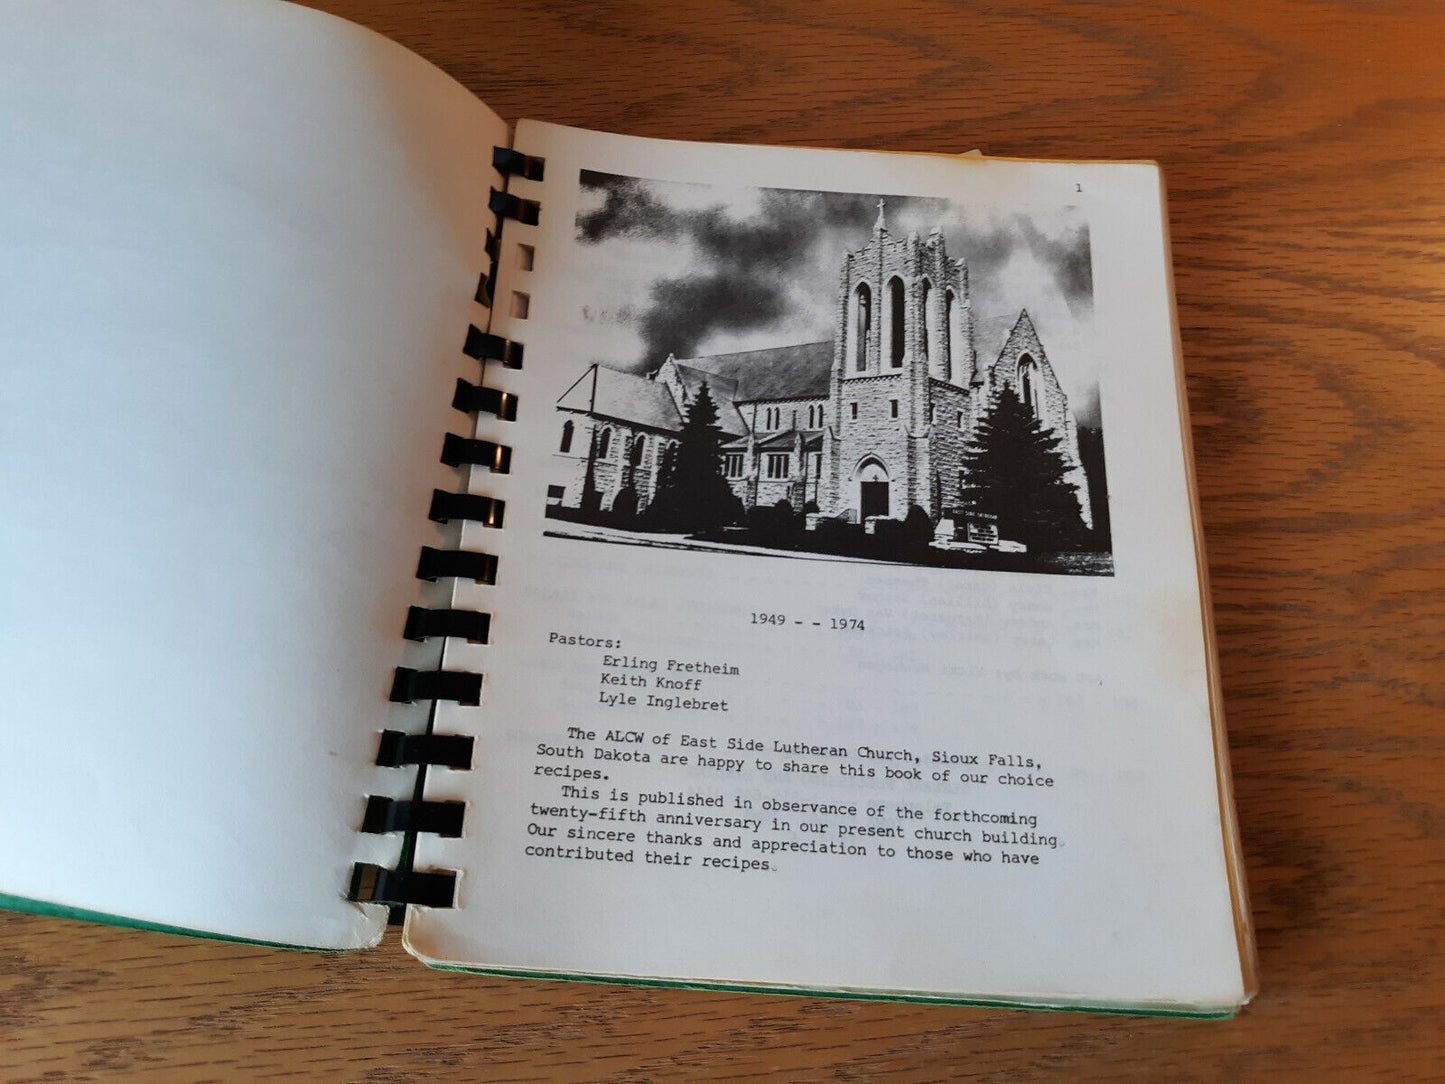 1
EAST SIDE LUTHERAN
1949 - - 1974
Pastors:
Erling Fretheim
Keith Knoff
Lyle Inglebret
The ALCW of East Side Lutheran Church, Sioux Falls,
South Dakota are happy to share this book of our choice
recipes.
This is published in observance of the forthcoming
twenty-fifth anniversary in our present church building.
Our sincere thanks and appreciation to those who have
contributed their recipes.